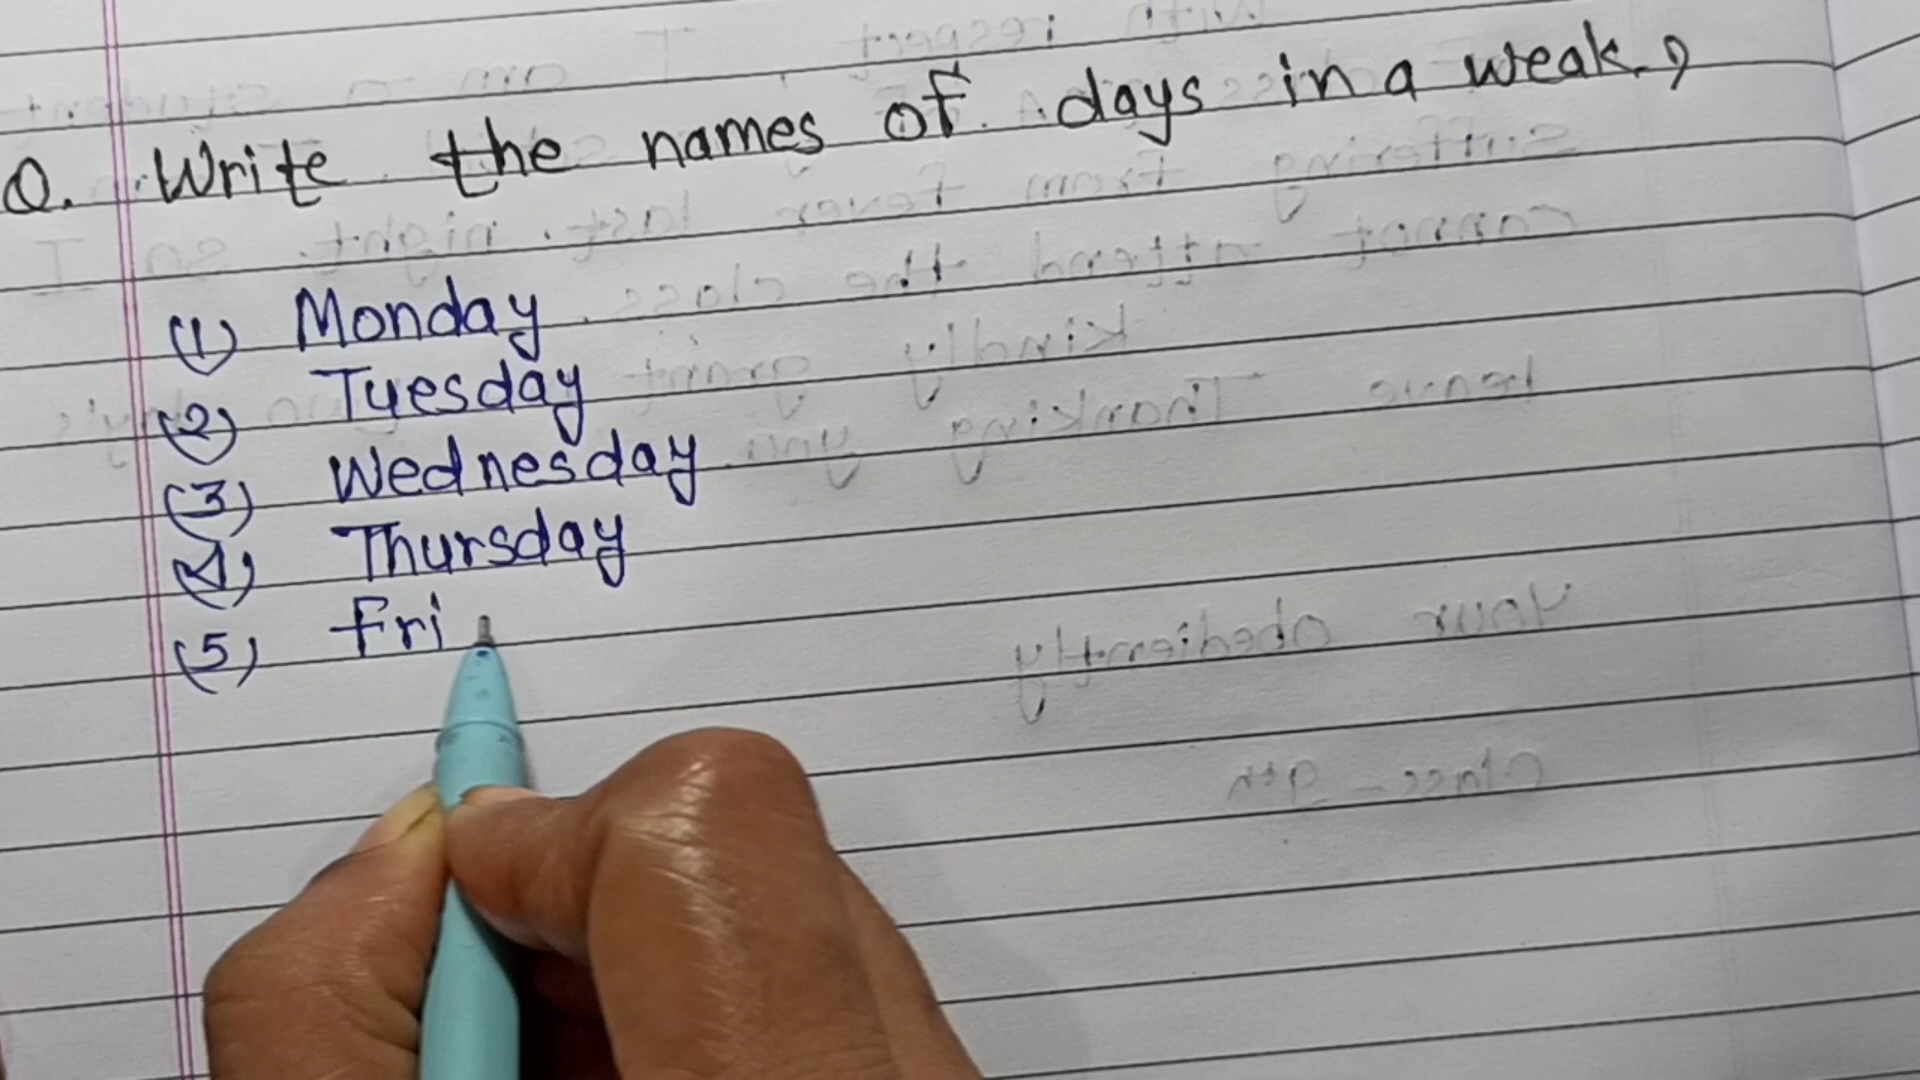 Q. Write the names of days in a weak.?
(1) Monday
(2) Tuesday
(3) Wednesday
(4) Thursday
(5) Fri